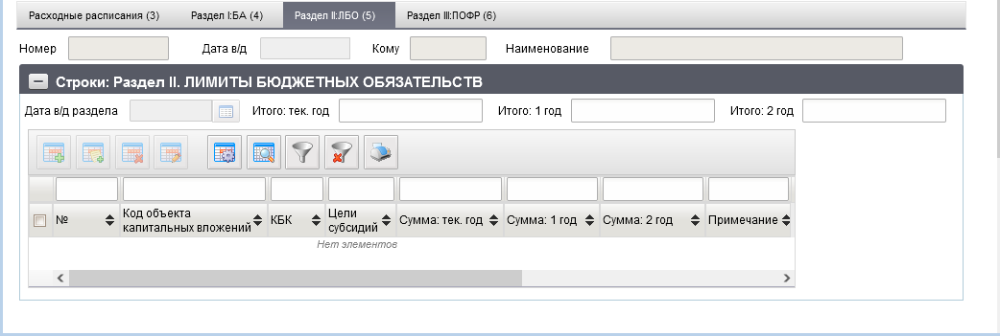 Расходные расписания (3) Раздел I:БА (4) Раздел II:ЛБО (5) Раздел III:ПОФР (6)
Номер Дата в/д Кому Наименование
Строки: Раздел II. ЛИМИТЫ БЮДЖЕТНЫХ ОБЯЗАТЕЛЬСТВ
Дата в/д раздела Итого: тек. год Итого: 1 год Итого: 2 год
№ Код объекта капитальных вложений КБК Цели субсидий Сумма: тек. год Сумма: 1 год Сумма: 2 год Примечание
Нет элементов